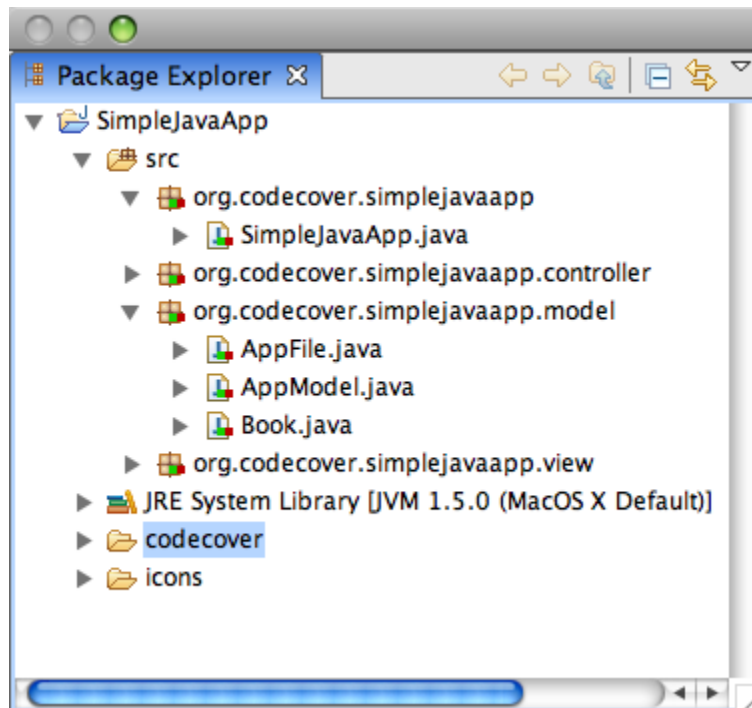 Package Explorer
SimpleJavaApp
src
org.codecover.simplejavaapp
SimpleJavaApp.java
org.codecover.simplejavaapp.controller
org.codecover.simplejavaapp.model
AppFile.java
AppModel.java
Book.java
org.codecover.simplejavaapp.view
JRE System Library [JVM 1.5.0 (MacOS X Default)]
codecover
icons